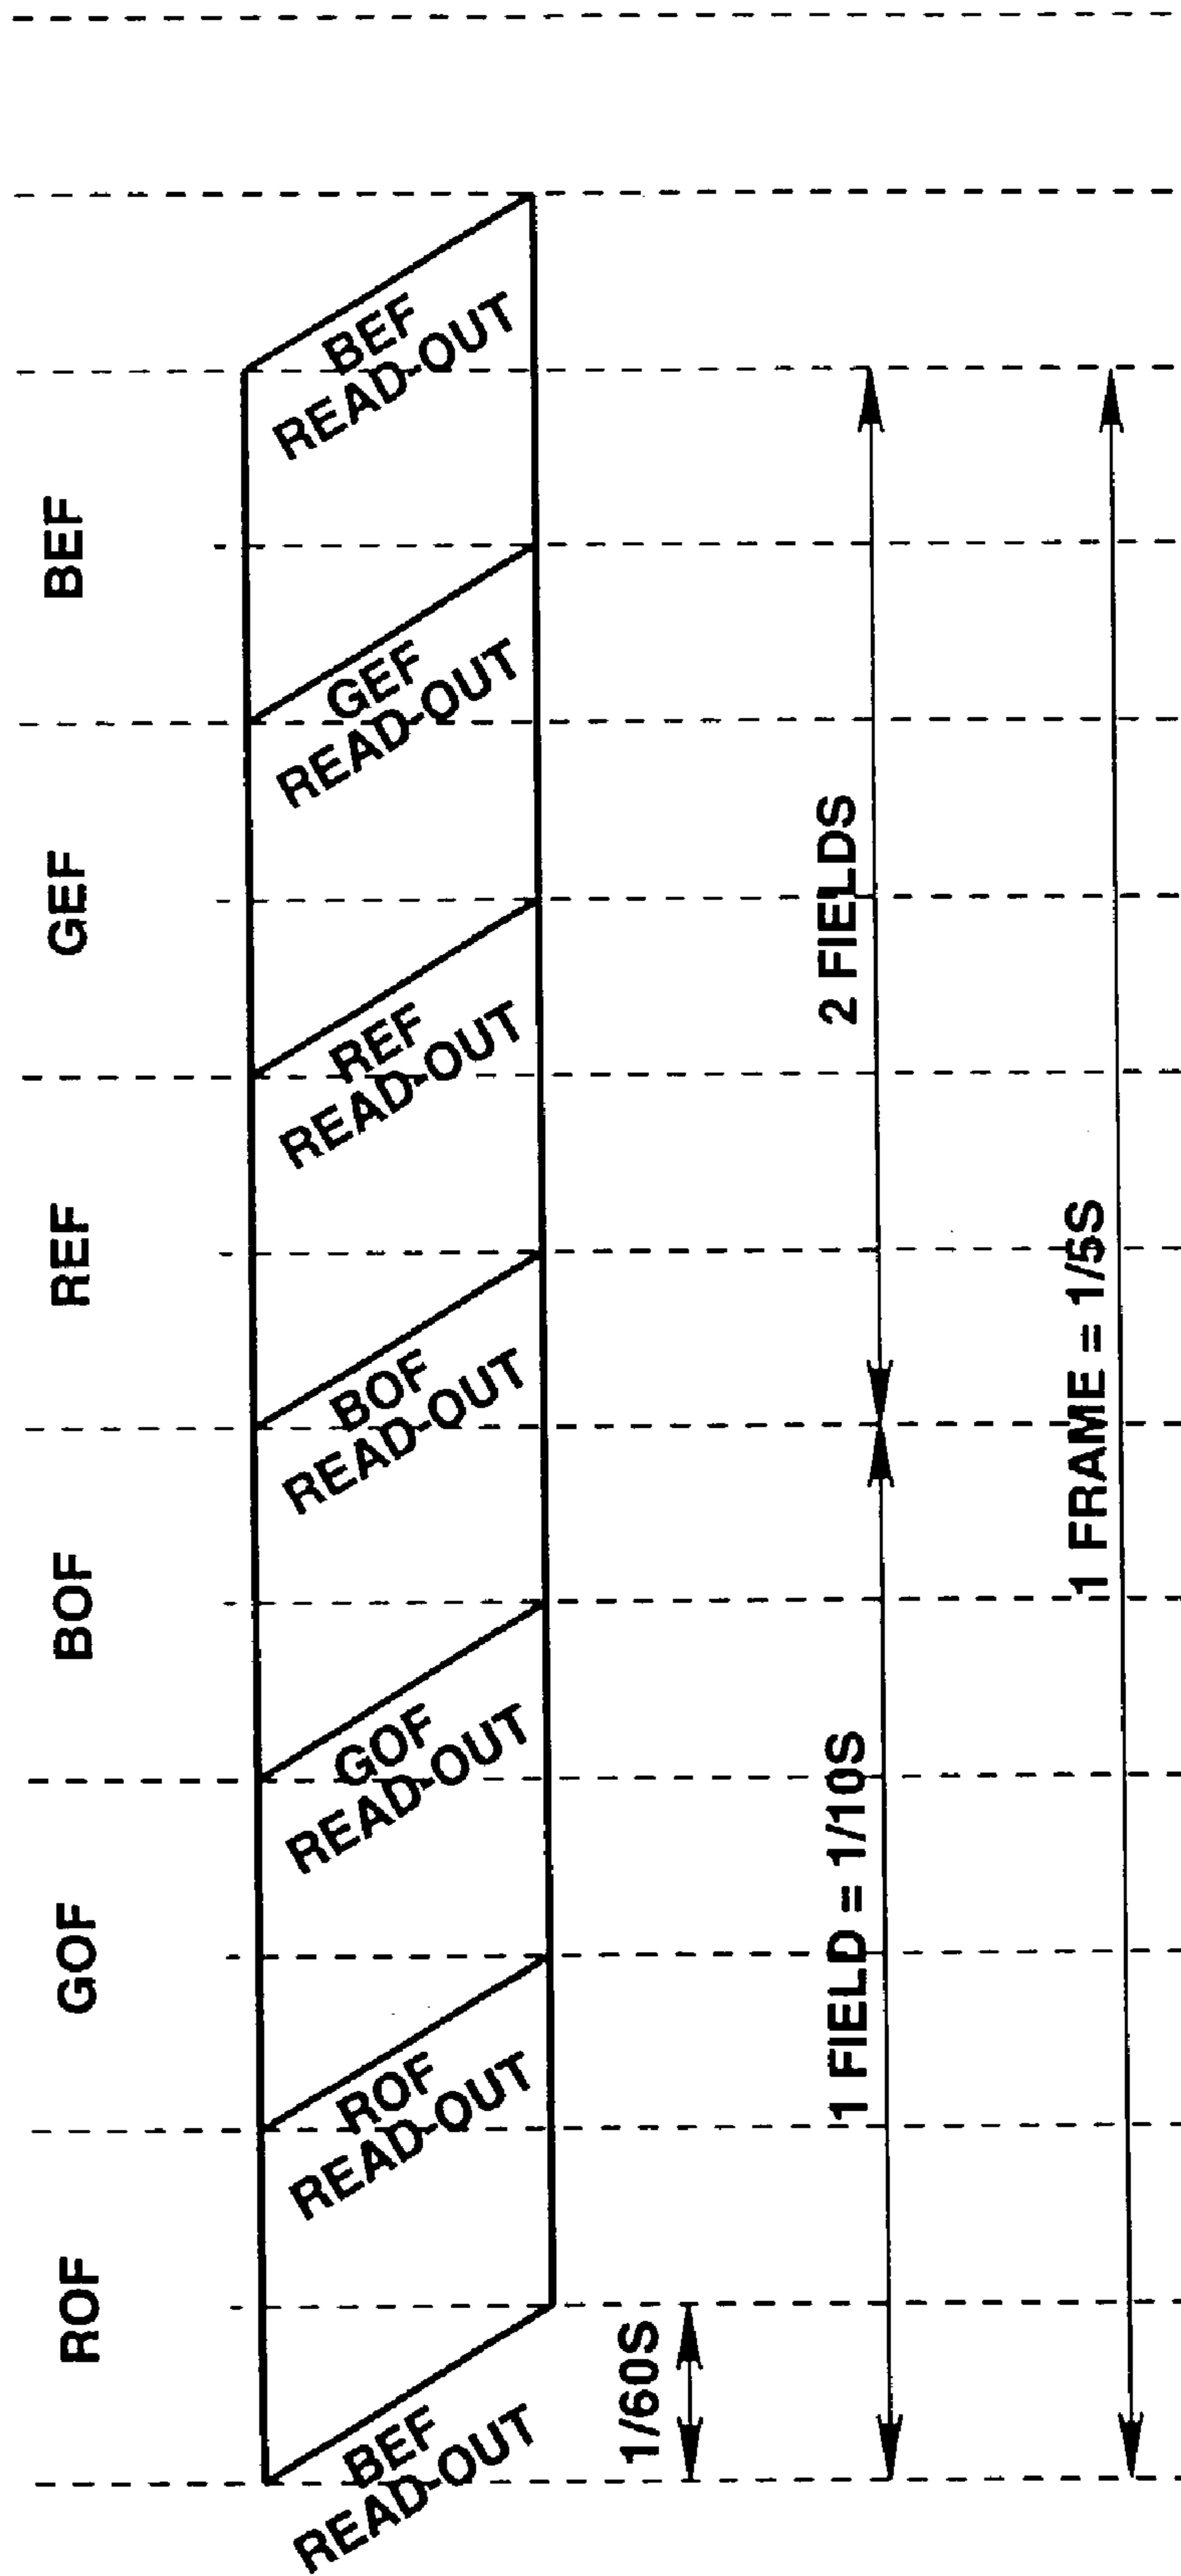 ROF
GOF
BOF
REF
GEF
BEF
BEF
READ-OUT
ROF
READ-OUT
GOF
READ-OUT
BOF
READ-OUT
REF
READ-OUT
GEF
READ-OUT
BEF
READ-OUT
1/60S
1 FIELD = 1/10S
2 FIELDS
1 FRAME = 1/5S